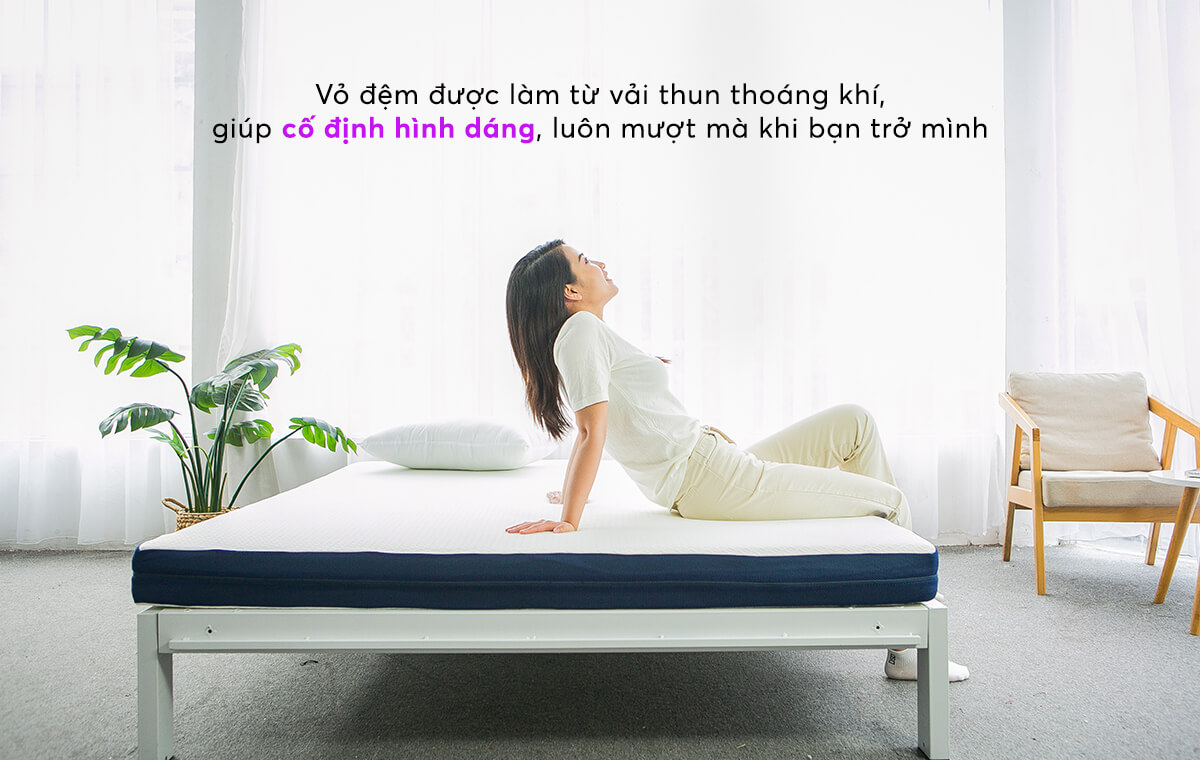 Vỏ đệm được làm từ vải thun thoáng khí,
giúp cố định hình dáng, luôn mượt mà khi bạn trở mình